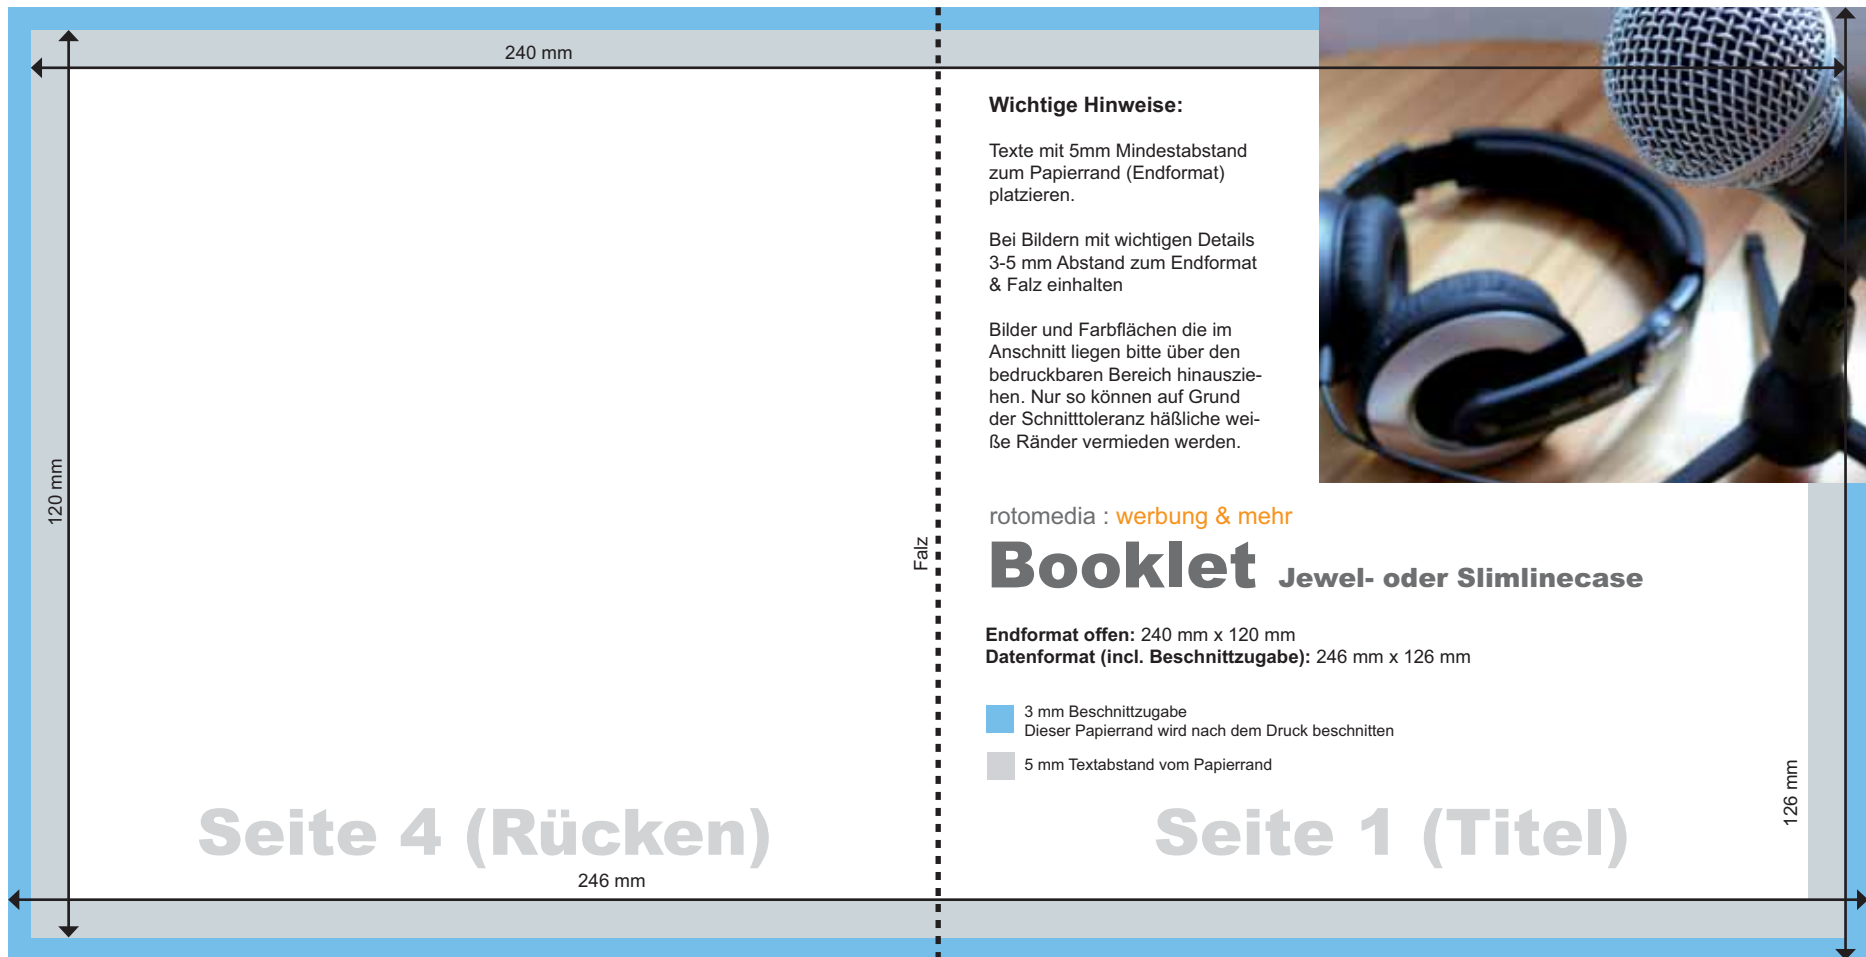 240 mm
Wichtige Hinweise:
Texte mit 5mm Mindestabstand
zum Papierrand (Endformat)
platzieren.
Bei Bildern mit wichtigen Details
3-5 mm Abstand zum Endformat
& Falz einhalten
Bilder und Farbflächen die im
Anschnitt liegen bitte über den
bedruckbaren Bereich hinauszie-
hen. Nur so können auf Grund
der Schnitttoleranz häßliche wei-
ße Ränder vermieden werden.
120 mm
Falz
rotomedia : werbung & mehr
Booklet Jewel- oder Slimlinecase
Endformat offen: 240 mm x 120 mm
Datenformat (incl. Beschnittzugabe): 246 mm x 126 mm
3 mm Beschnittzugabe
Dieser Papierrand wird nach dem Druck beschnitten
5 mm Textabstand vom Papierrand
126 mm
Seite 4 (Rücken)
Seite 1 (Titel)
246 mm